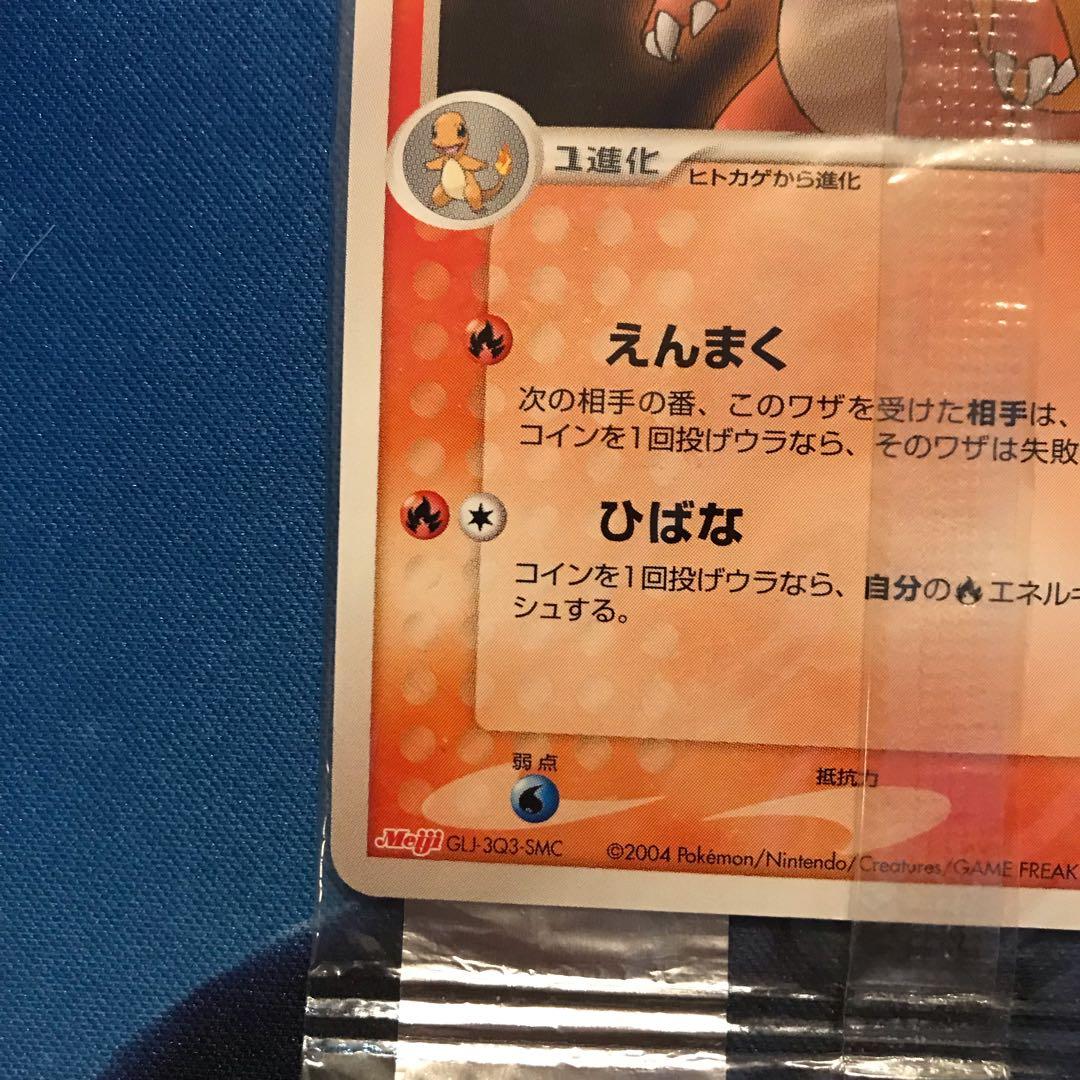 1進化
ヒトカゲから進化
えんまく
次の相手の番、このワザを受けた相手は、
コインを1回投げウラなら、そのワザは失敗
ひばな
コインを1回投げウラなら、自分の エネルギ
シュする。
弱点
抵抗力
Meiji GLJ-3Q3-SMC ©2004 Pokémon/Nintendo/Creatures/GAME FREAK